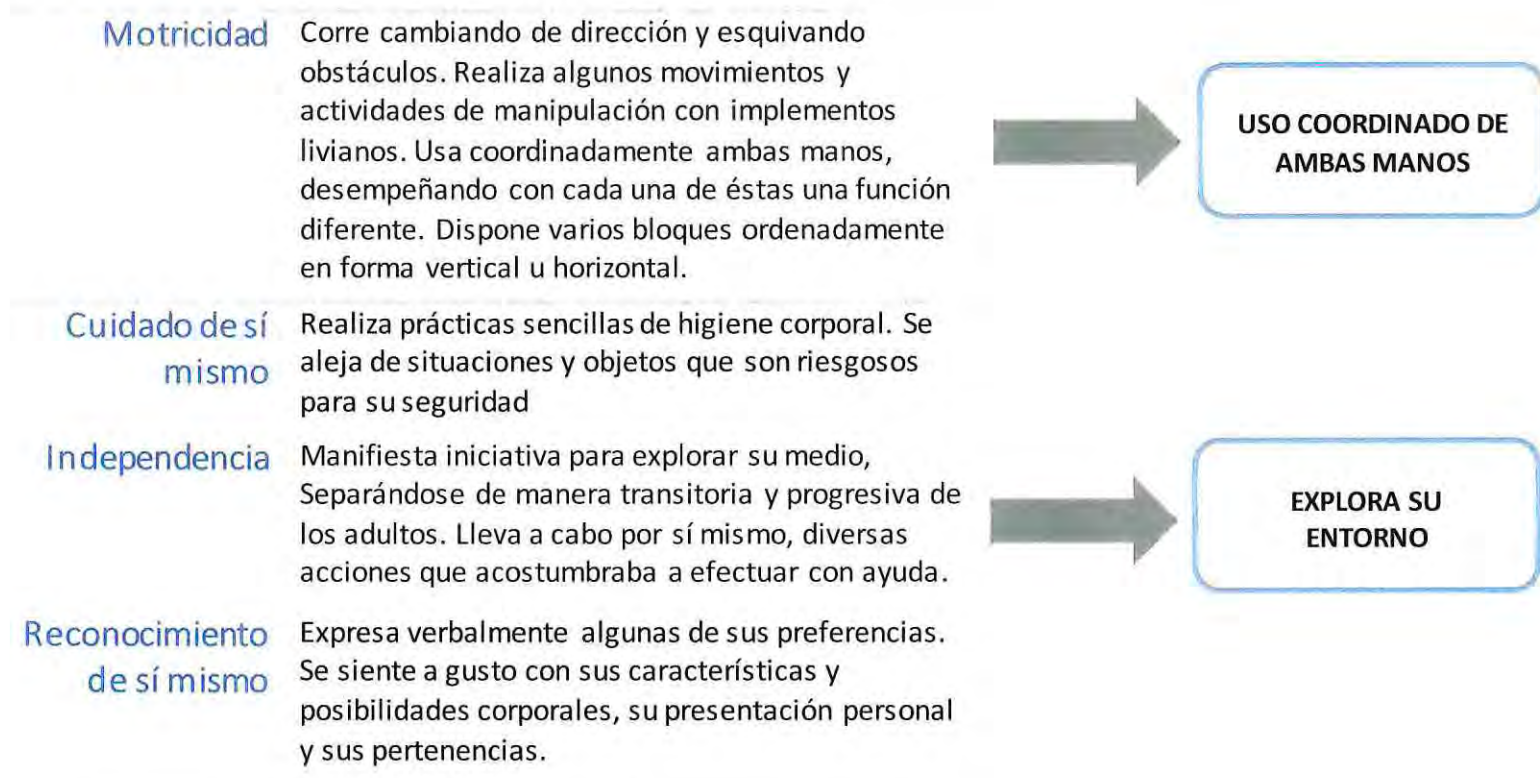 Motricidad
Corre cambiando de dirección y esquivando
obstáculos. Realiza algunos movimientos y
actividades de manipulación con implementos
livianos. Usa coordinadamente ambas manos,
desempeñando con cada una de éstas una función
diferente. Dispone varios bloques ordenadamente
en forma vertical u horizontal.
USO COORDINADO DE
AMBAS MANOS
Cuidado de sí
mismo
Realiza prácticas sencillas de higiene corporal. Se
aleja de situaciones y objetos que son riesgosos
para su seguridad
Independencia
Manifiesta iniciativa para explorar su medio,
Separándose de manera transitoria y progresiva de
los adultos. Lleva a cabo por sí mismo, diversas
acciones que acostumbraba a efectuar con ayuda.
EXPLORA SU
ENTORNO
Reconocimiento
de sí mismo
Expresa verbalmente algunas de sus preferencias.
Se siente a gusto con sus características y
posibilidades corporales, su presentación personal
y sus pertenencias.